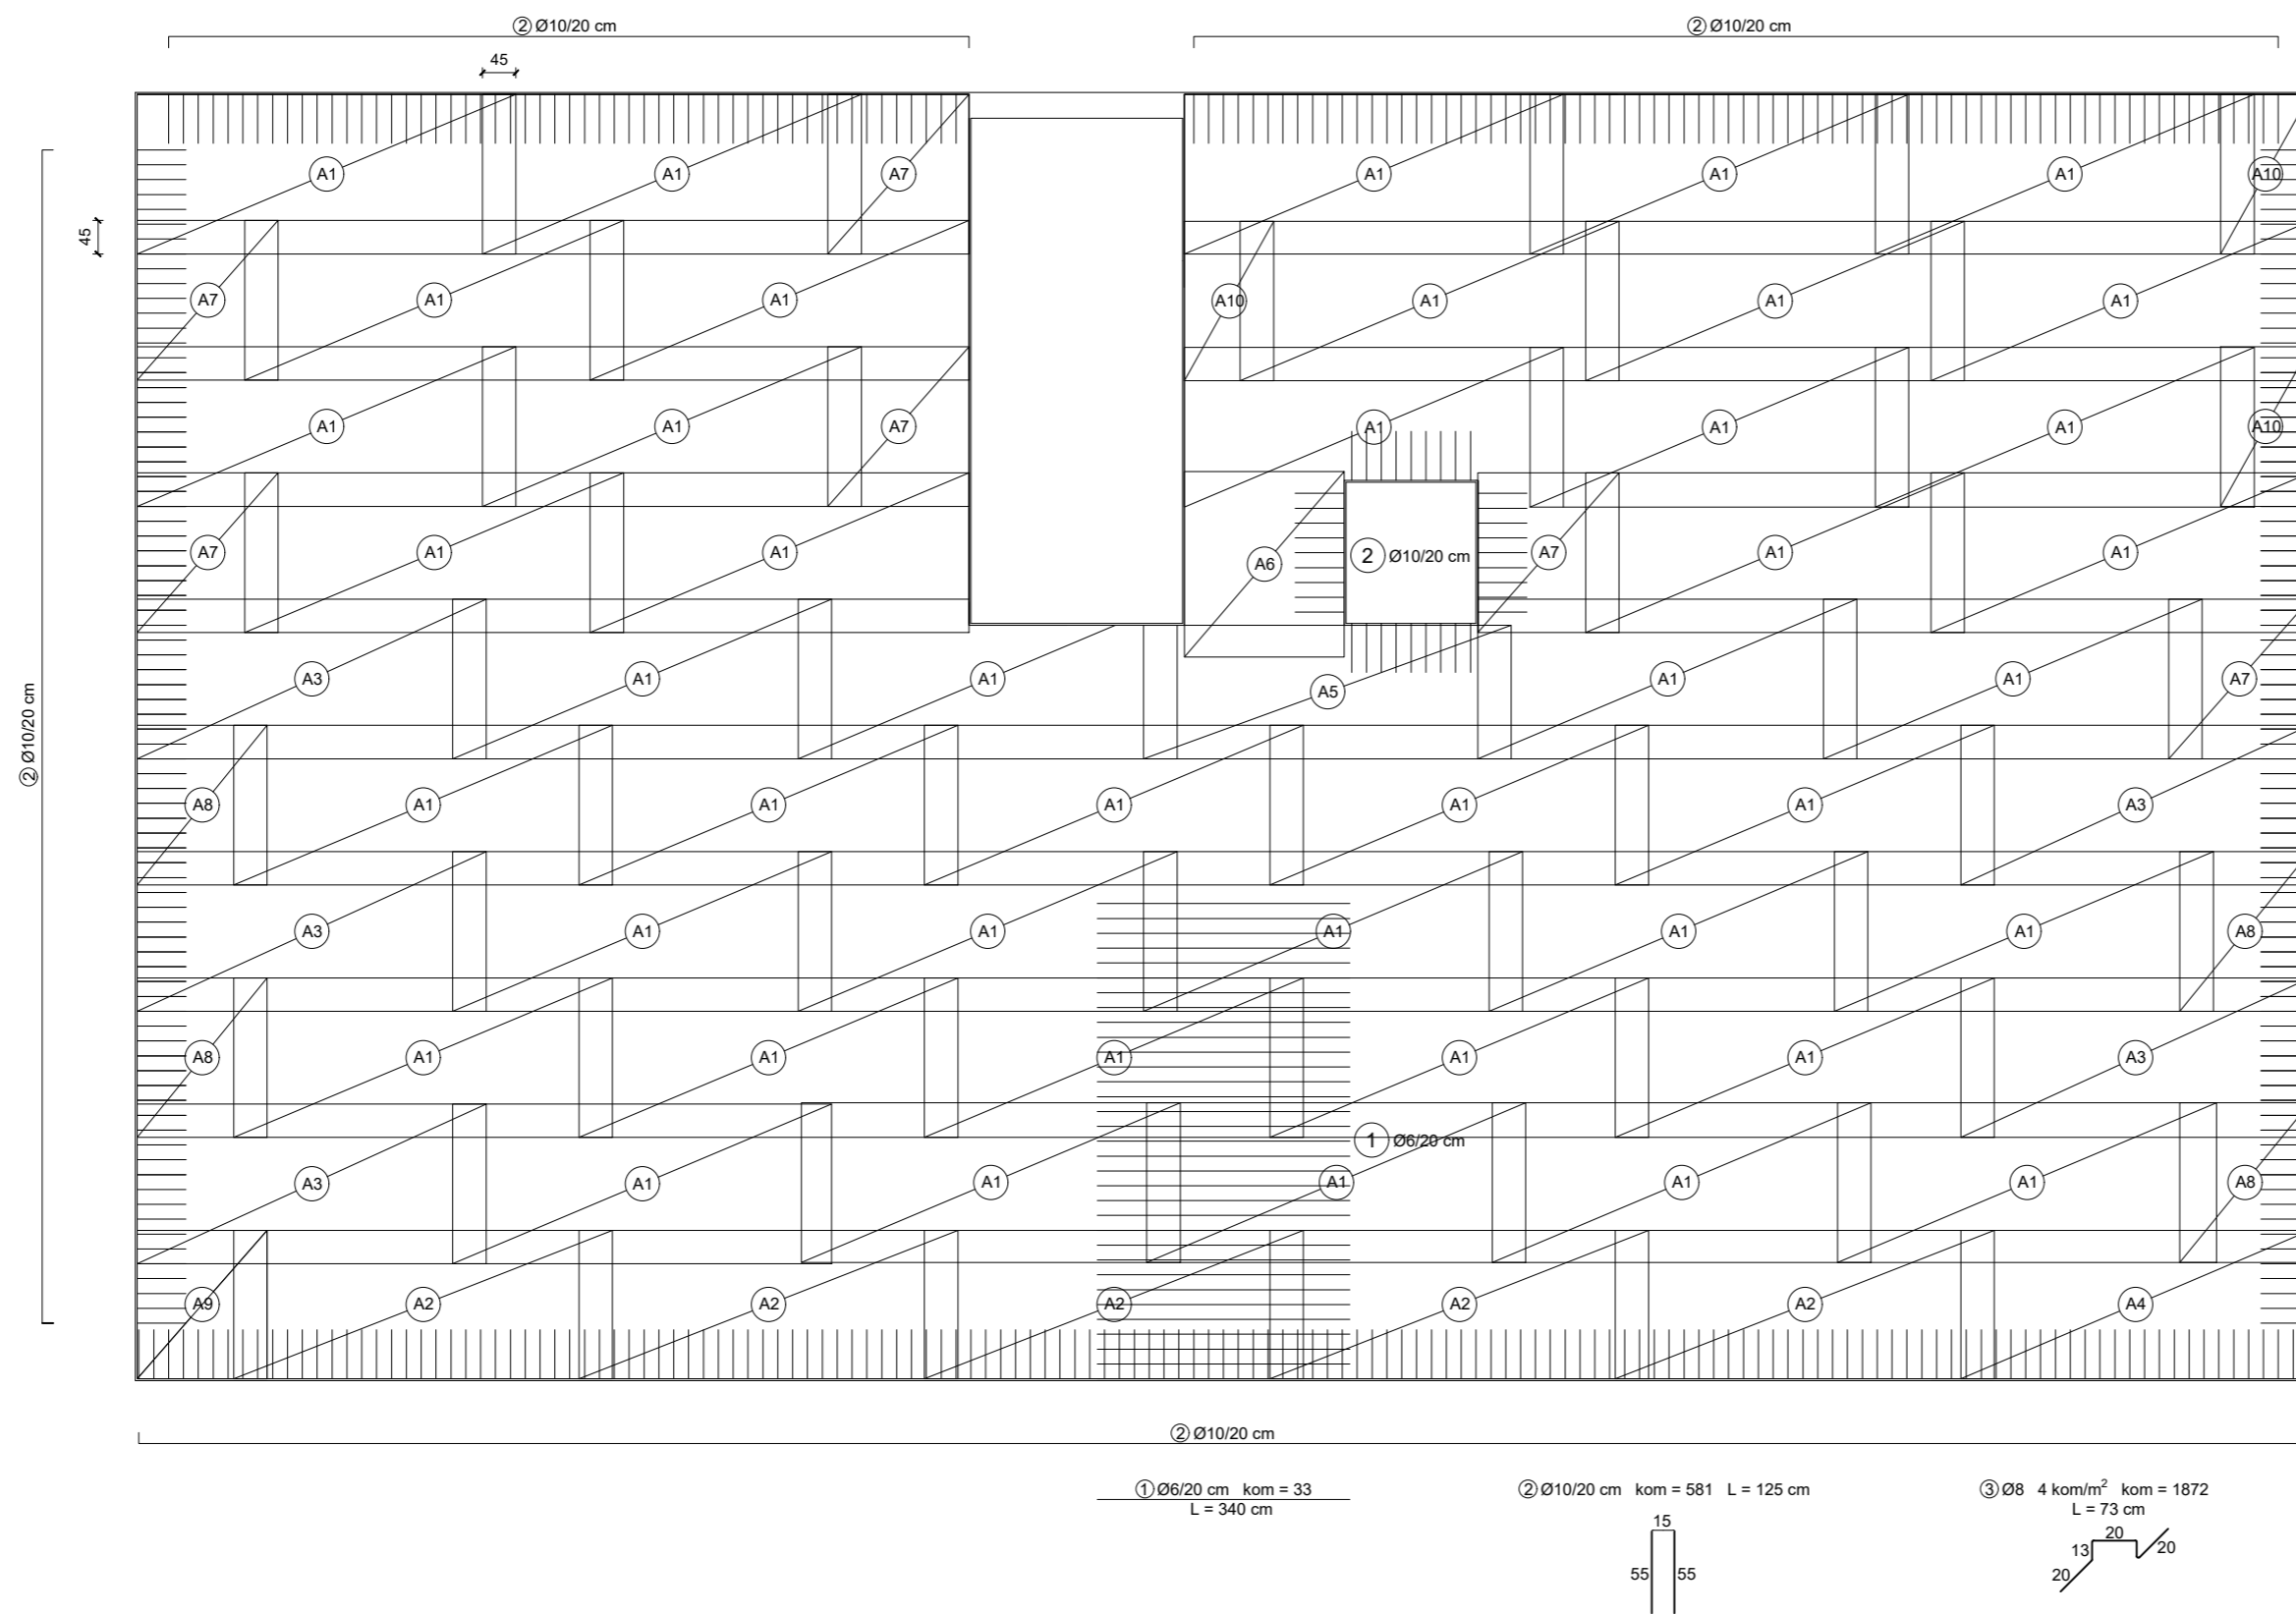 ② Ø10/20 cm ② Ø10/20 cm
45
A1 A1 A7 A1 A1 A1 A10
45
A7 A1 A1 A10 A1 A1 A1
A1 A1 A7 A1 A1 A1 A10
A7 A1 A1 A6 ② Ø10/20 cm A7 A1 A1
A3 A1 A1 A5 A1 A1 A7
② Ø10/20 cm
A8 A1 A1 A1 A1 A1 A3
A3 A1 A1 A1 A1 A1 A8
A8 A1 A1 A1 A1 A1 A3
① Ø6/20 cm
A3 A1 A1 A1 A1 A1 A8
A9 A2 A2 A2 A2 A2 A4
② Ø10/20 cm
① Ø6/20 cm kom = 33
L = 340 cm
② Ø10/20 cm kom = 581 L = 125 cm
15
55 55
③ Ø8 4 kom/m² kom = 1872
L = 73 cm
20
13 20
20